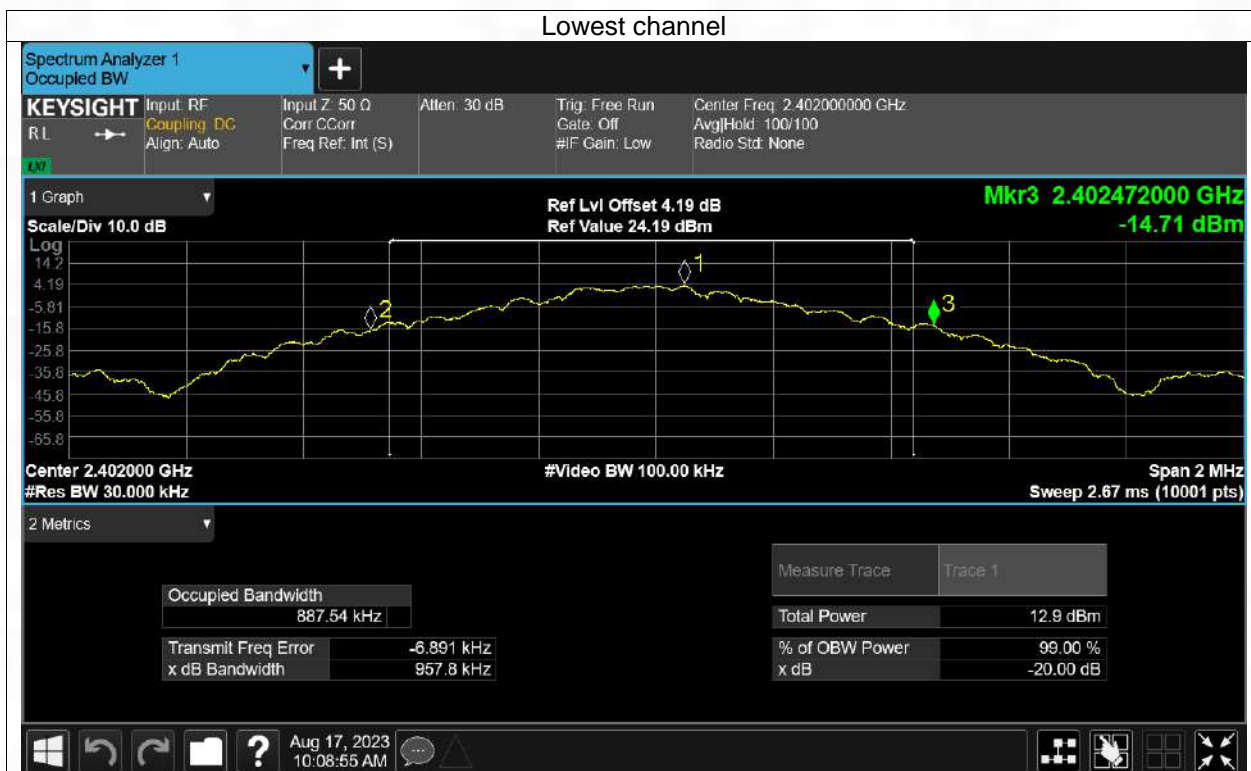 Lowest channel
Spectrum Analyzer 1
Occupied BW
+
KEYSIGHT
R L
LXI
Input: RF
Coupling: DC
Align: Auto
Input Z: 50 Ω
Corr CCorr
Freq Ref: Int (S)
Atten: 30 dB
Trig: Free Run
Gate: Off
#IF Gain: Low
Center Freq: 2.402000000 GHz
Avg|Hold: 100/100
Radio Std: None
1 Graph
Scale/Div 10.0 dB
Ref Lvl Offset 4.19 dB
Ref Value 24.19 dBm
Mkr3 2.402472000 GHz
-14.71 dBm
Log
14.2
4.19
-5.81
-15.8
-25.8
-35.8
-45.8
-55.8
-65.8
1
2
3
Center 2.402000 GHz
#Res BW 30.000 kHz
#Video BW 100.00 kHz
Span 2 MHz
Sweep 2.67 ms (10001 pts)
2 Metrics
Measure Trace Trace 1
Occupied Bandwidth
887.54 kHz
Total Power 12.9 dBm
Transmit Freq Error -6.891 kHz
% of OBW Power 99.00 %
x dB Bandwidth 957.8 kHz
x dB -20.00 dB
?
Aug 17, 2023
10:08:55 AM